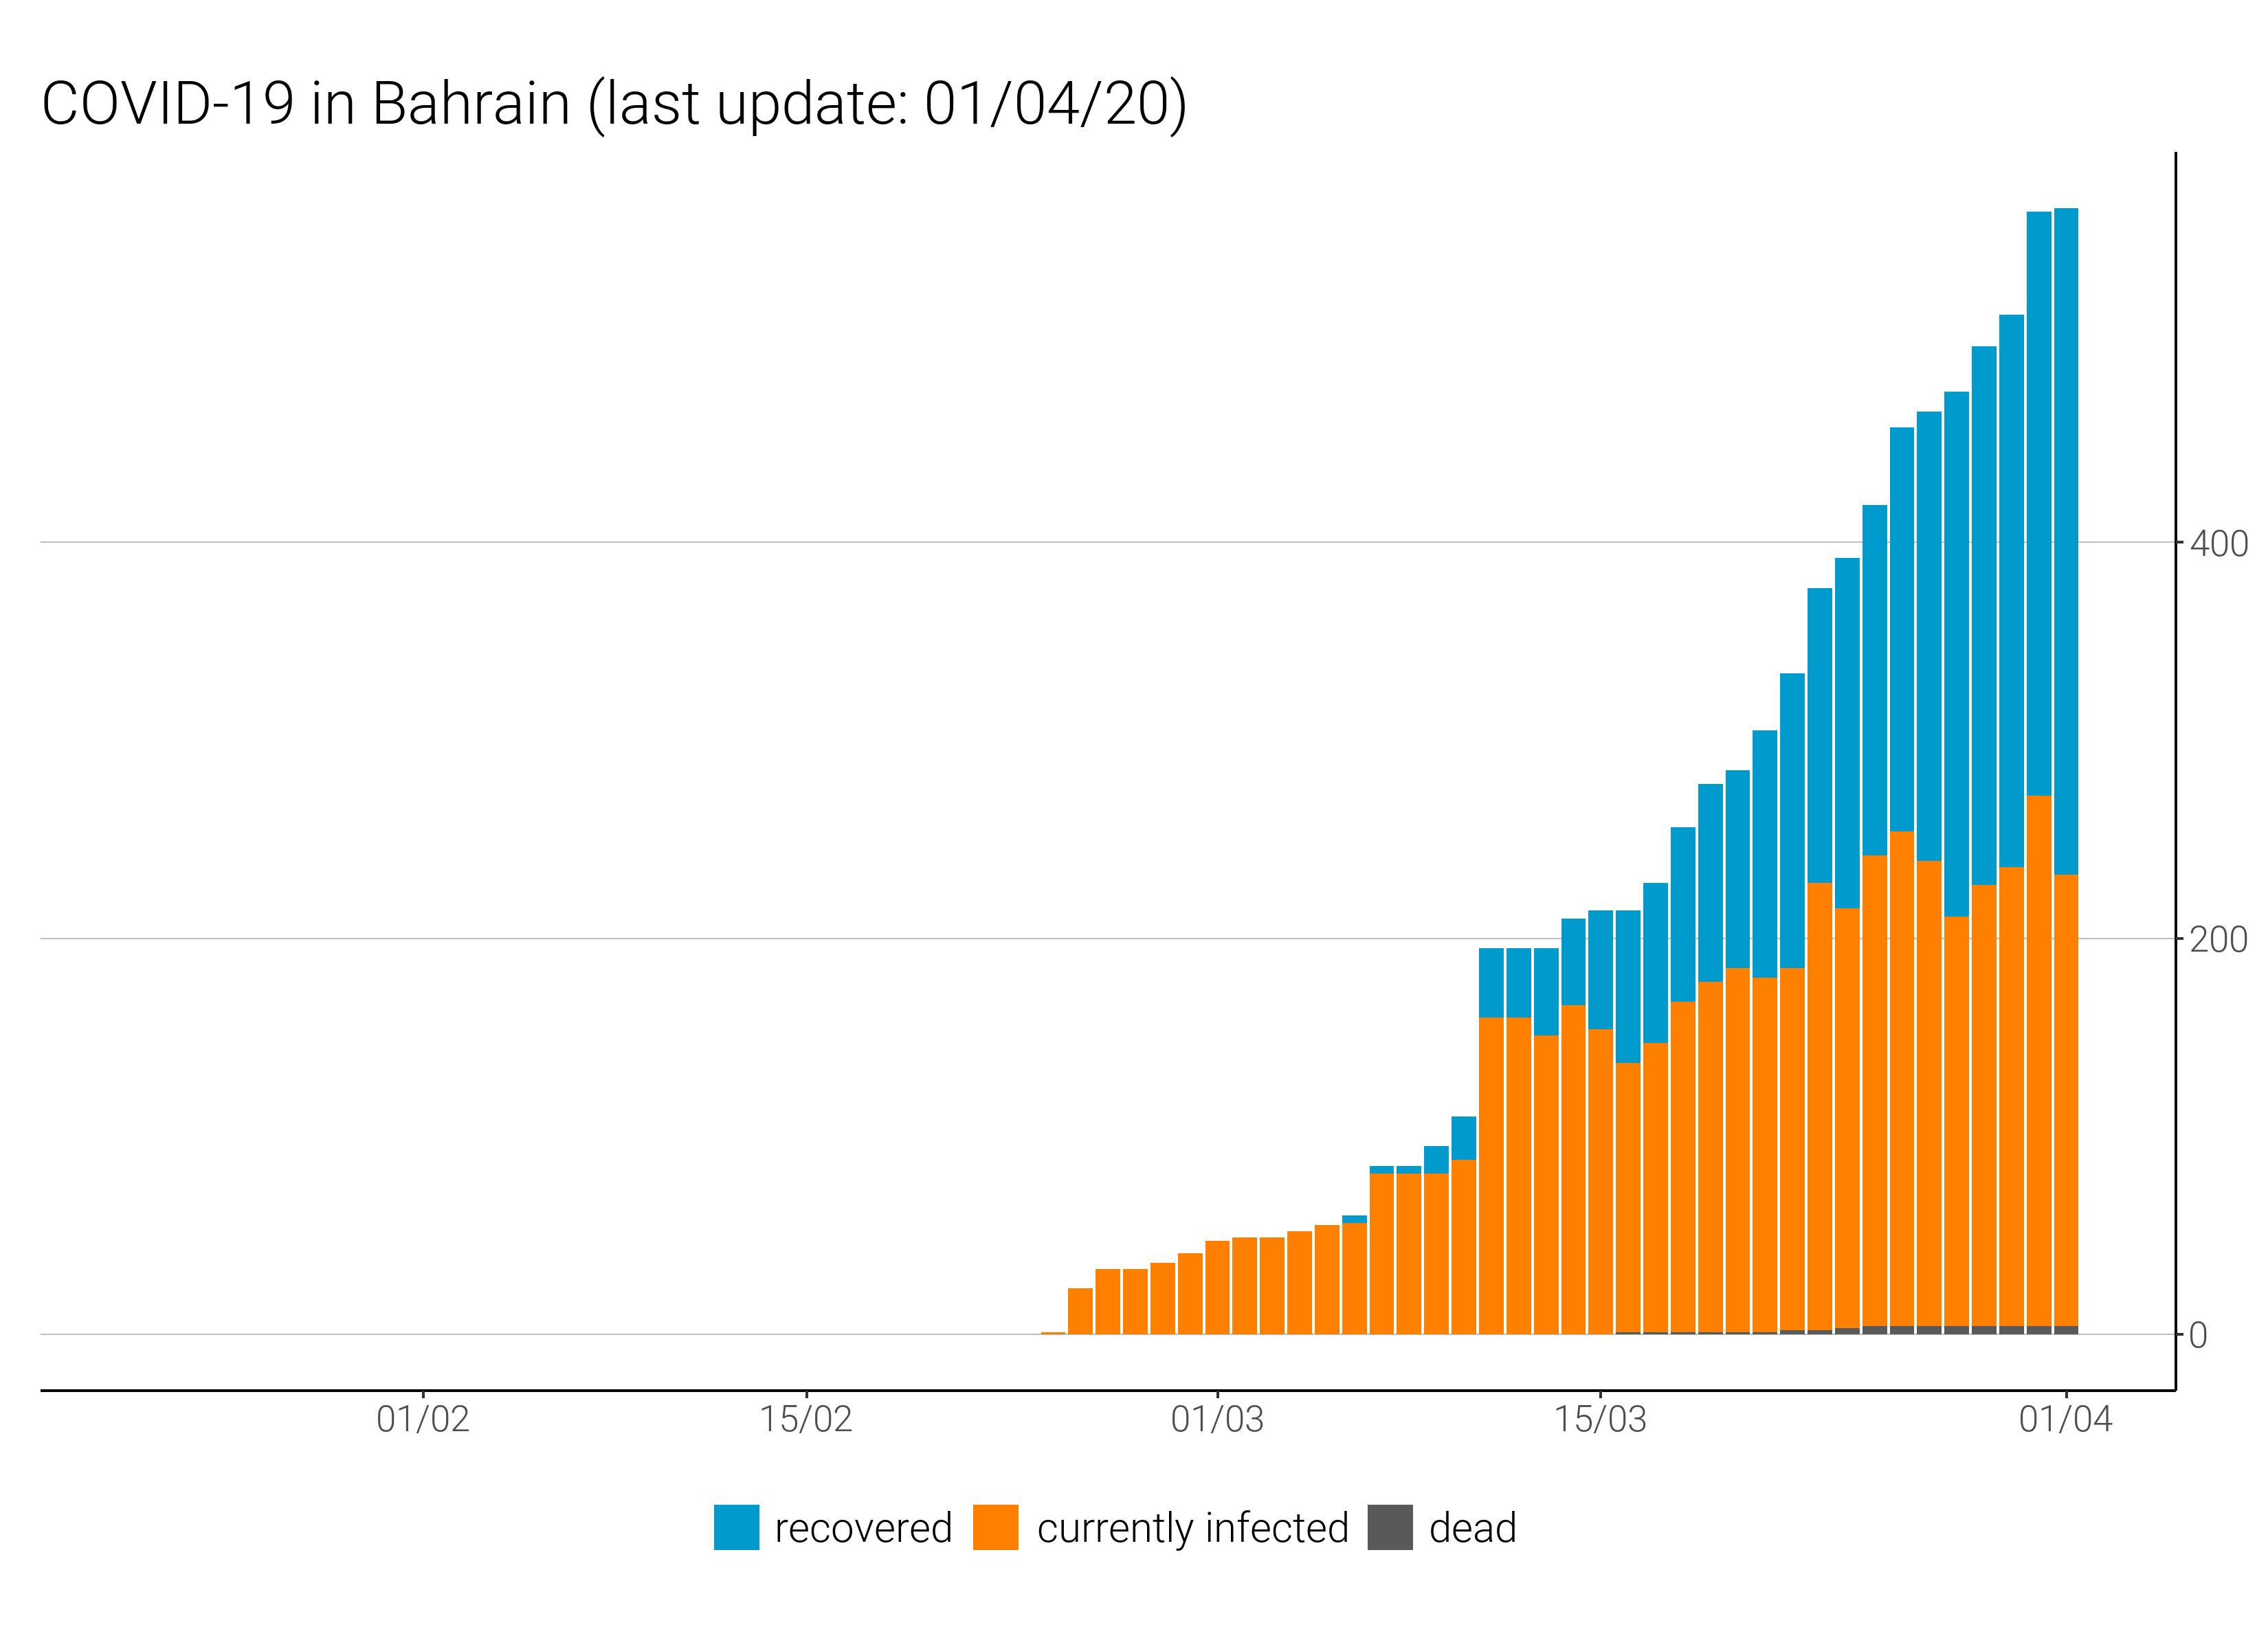 COVID-19 in Bahrain (last update: 01/04/20)
400
200
0
01/02 15/02 01/03 15/03 01/04
recovered currently infected dead